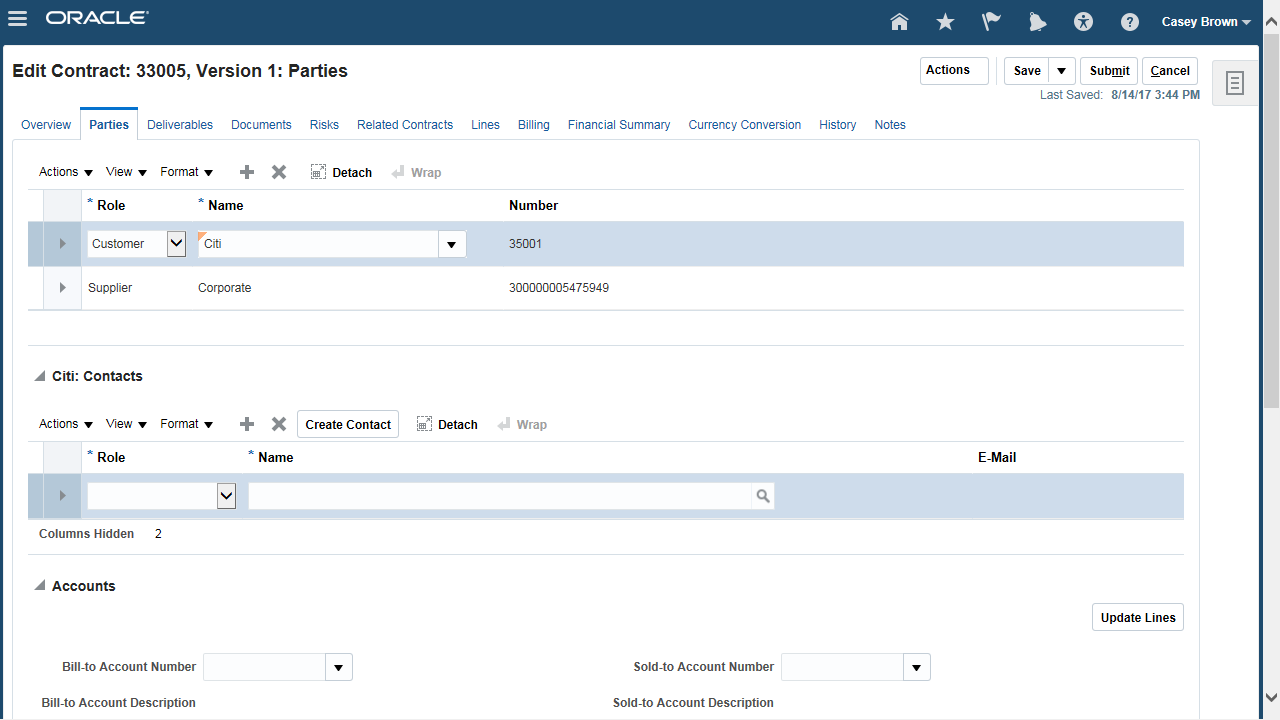 ORACLE®
Casey Brown
Edit Contract: 33005, Version 1: Parties
Actions Save Submit Cancel
Last Saved: 8/14/17 3:44 PM
Overview Parties Deliverables Documents Risks Related Contracts Lines Billing Financial Summary Currency Conversion History Notes
Actions View Format Detach Wrap
* Role * Name Number
Customer Citi 35001
Supplier Corporate 300000005475949
Citi: Contacts
Actions View Format Create Contact Detach Wrap
* Role * Name E-Mail
Columns Hidden 2
Accounts
Update Lines
Bill-to Account Number Sold-to Account Number
Bill-to Account Description Sold-to Account Description